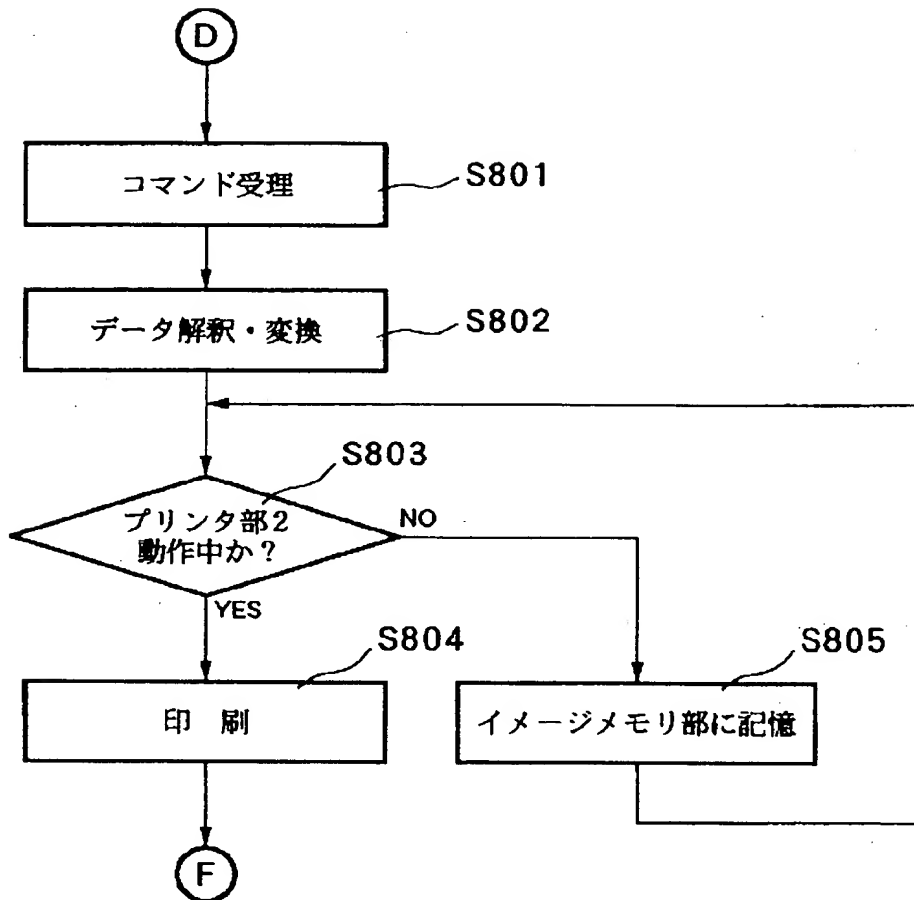 D
コマンド受理
S801
データ解釈・変換
S802
S803
プリンタ部2
動作中か?
NO
YES
S804
印 刷
S805
イメージメモリ部に記憶
F